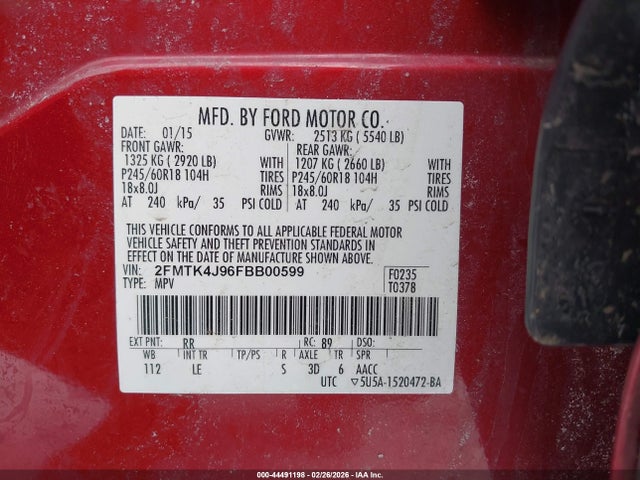 MFD. BY FORD MOTOR CO.
DATE: 01/15 GVWR: 2513 KG ( 5540 LB)
FRONT GAWR: REAR GAWR:
1325 KG ( 2920 LB) WITH 1207 KG ( 2660 LB) WITH
P245/60R18 104H TIRES P245/60R18 104H TIRES
18x8.0J RIMS 18x8.0J RIMS
AT 240 kPa/ 35 PSI COLD AT 240 kPa/ 35 PSI COLD
THIS VEHICLE CONFORMS TO ALL APPLICABLE FEDERAL MOTOR
VEHICLE SAFETY AND THEFT PREVENTION STANDARDS IN
EFFECT ON THE DATE OF MANUFACTURE SHOWN ABOVE.
VIN: 2FMTK4J96FBB00599 F0235
TYPE: MPV T0378
EXT PNT: RR RC: 89 DSO:
WB INT TR TP/PS R AXLE TR SPR
112 LE S 3D 6 AACC
UTC ▽5U5A-1520472-BA
000-44491198 - 02/26/2026 - IAA INC.